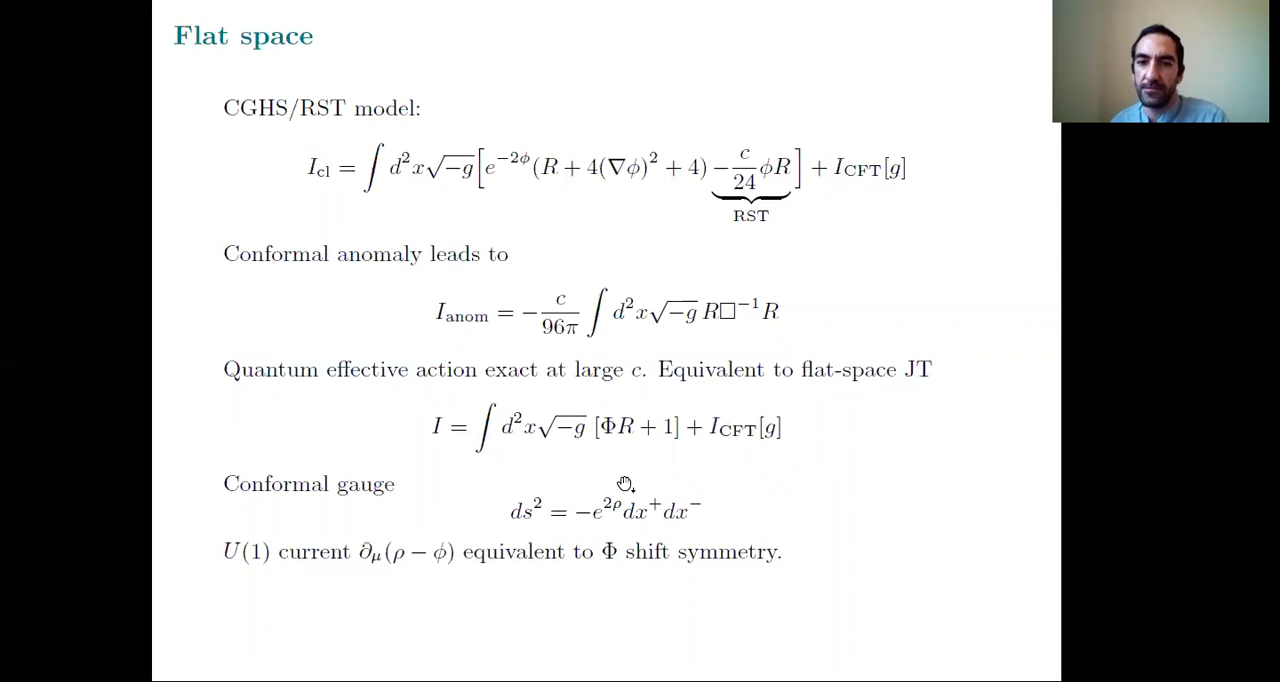 Flat space
CGHS/RST model:
I_cl = ∫ d²x√−g [e^{−2ϕ}(R + 4(∇ϕ)² + 4) − c/24 ϕR] + I_CFT[g]
RST
Conformal anomaly leads to
I_anom = − c/96π ∫ d²x√−g R□⁻¹R
Quantum effective action exact at large c. Equivalent to flat-space JT
I = ∫ d²x√−g [ΦR + 1] + I_CFT[g]
Conformal gauge
ds² = −e^{2ρ}dx⁺dx⁻
U(1) current ∂_μ(ρ − ϕ) equivalent to Φ shift symmetry.